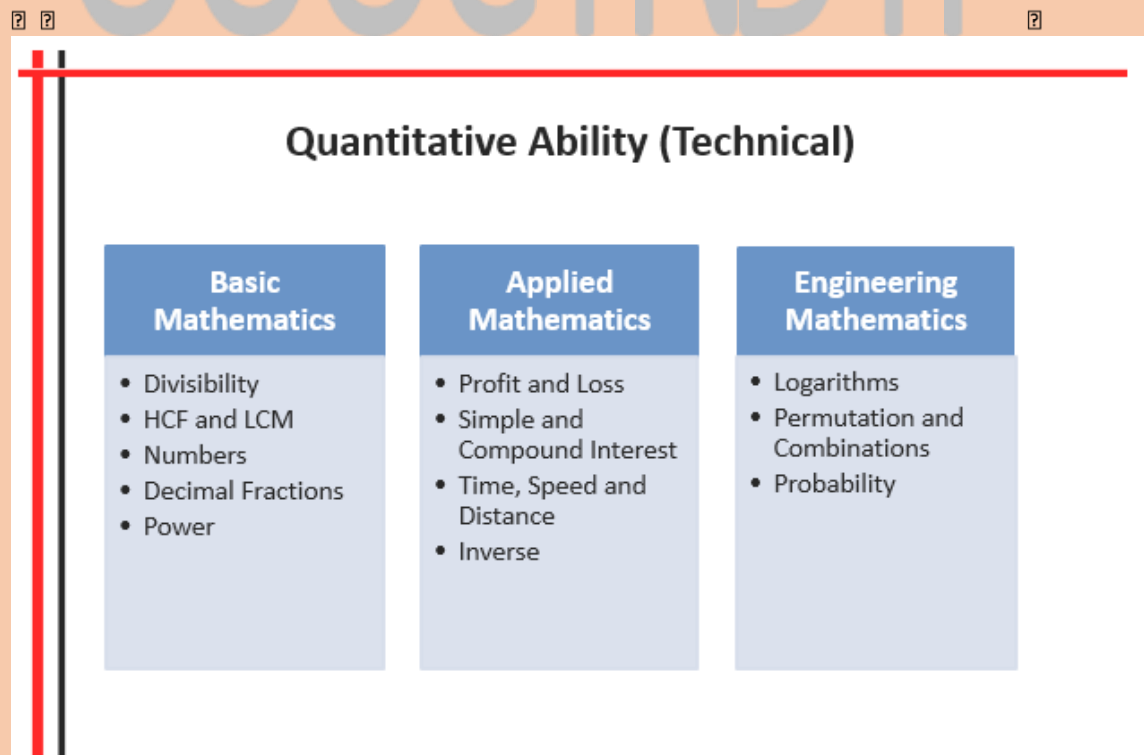 Quantitative Ability (Technical)
Basic
Mathematics
• Divisibility
• HCF and LCM
• Numbers
• Decimal Fractions
• Power
Applied
Mathematics
• Profit and Loss
• Simple and
Compound Interest
• Time, Speed and
Distance
• Inverse
Engineering
Mathematics
• Logarithms
• Permutation and
Combinations
• Probability